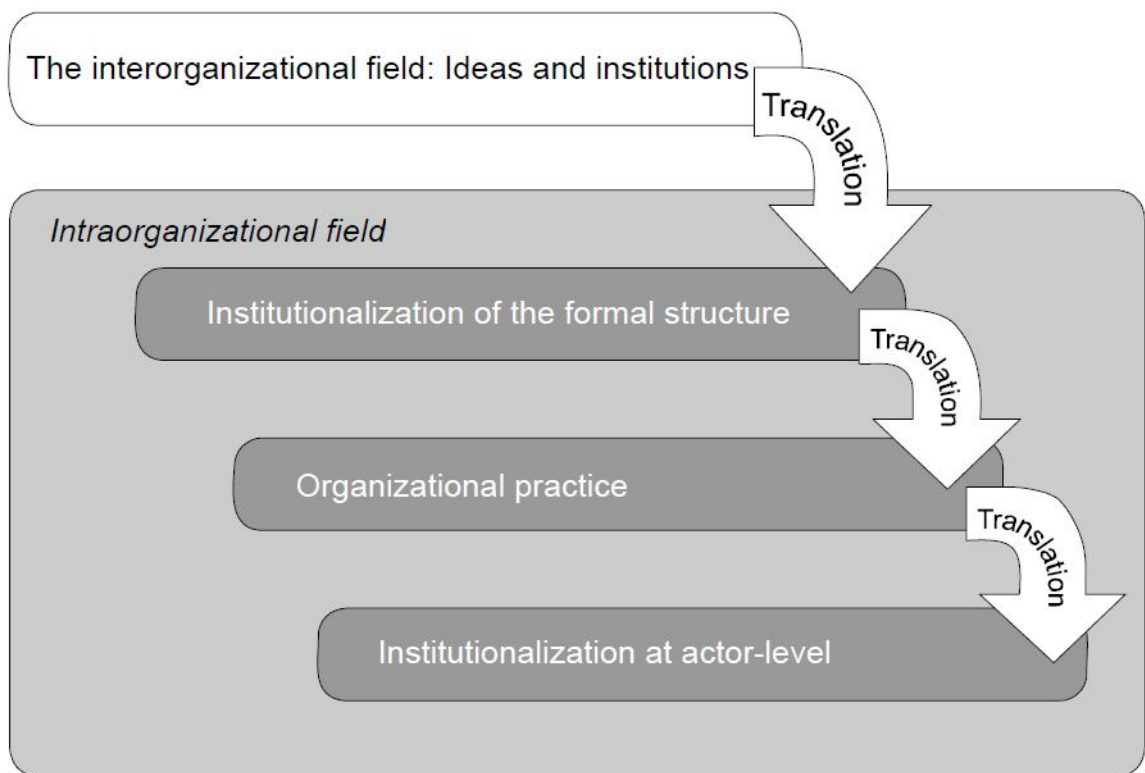 The interorganizational field: Ideas and institutions
Translation
Intraorganizational field
Institutionalization of the formal structure
Translation
Organizational practice
Translation
Institutionalization at actor-level